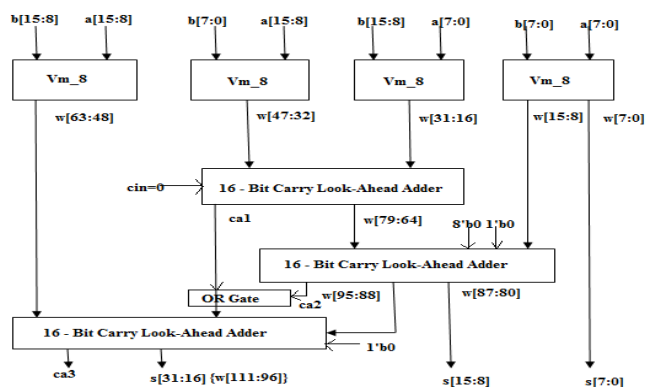 b[15:8] a[15:8] b[7:0] a[7:0] b[15:8] a[7:0] b[7:0] a[7:0]
Vm_8 Vm_8 Vm_8 Vm_8
w[63:48] w[47:32] w[31:16] w[15:8] w[7:0]
cin=0 16 - Bit Carry Look-Ahead Adder
ca1 w[79:64] 8'b0 1'b0
16 - Bit Carry Look-Ahead Adder
OR Gate ca2 w[95:88] w[87:80]
16 - Bit Carry Look-Ahead Adder
1'b0
ca3 s[31:16] {w[111:96]} s[15:8] s[7:0]